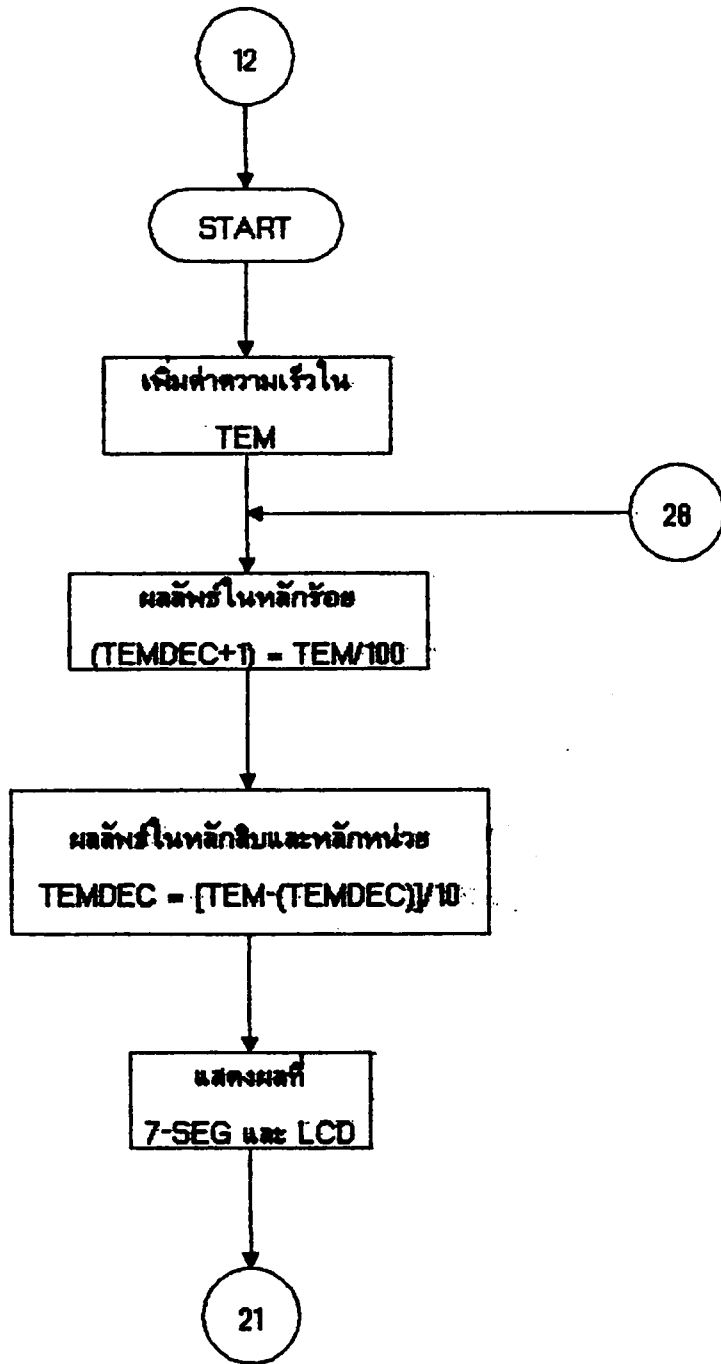 12
START
เพิ่มค่าความเร็วใน
TEM
28
ผลลัพธ์ในหลักร้อย
(TEMDEC+1) = TEM/100
ผลลัพธ์ในหลักสิบและหลักหน่วย
TEMDEC = [TEM-(TEMDEC)]/10
แสดงผลที่
7-SEG และ LCD
21